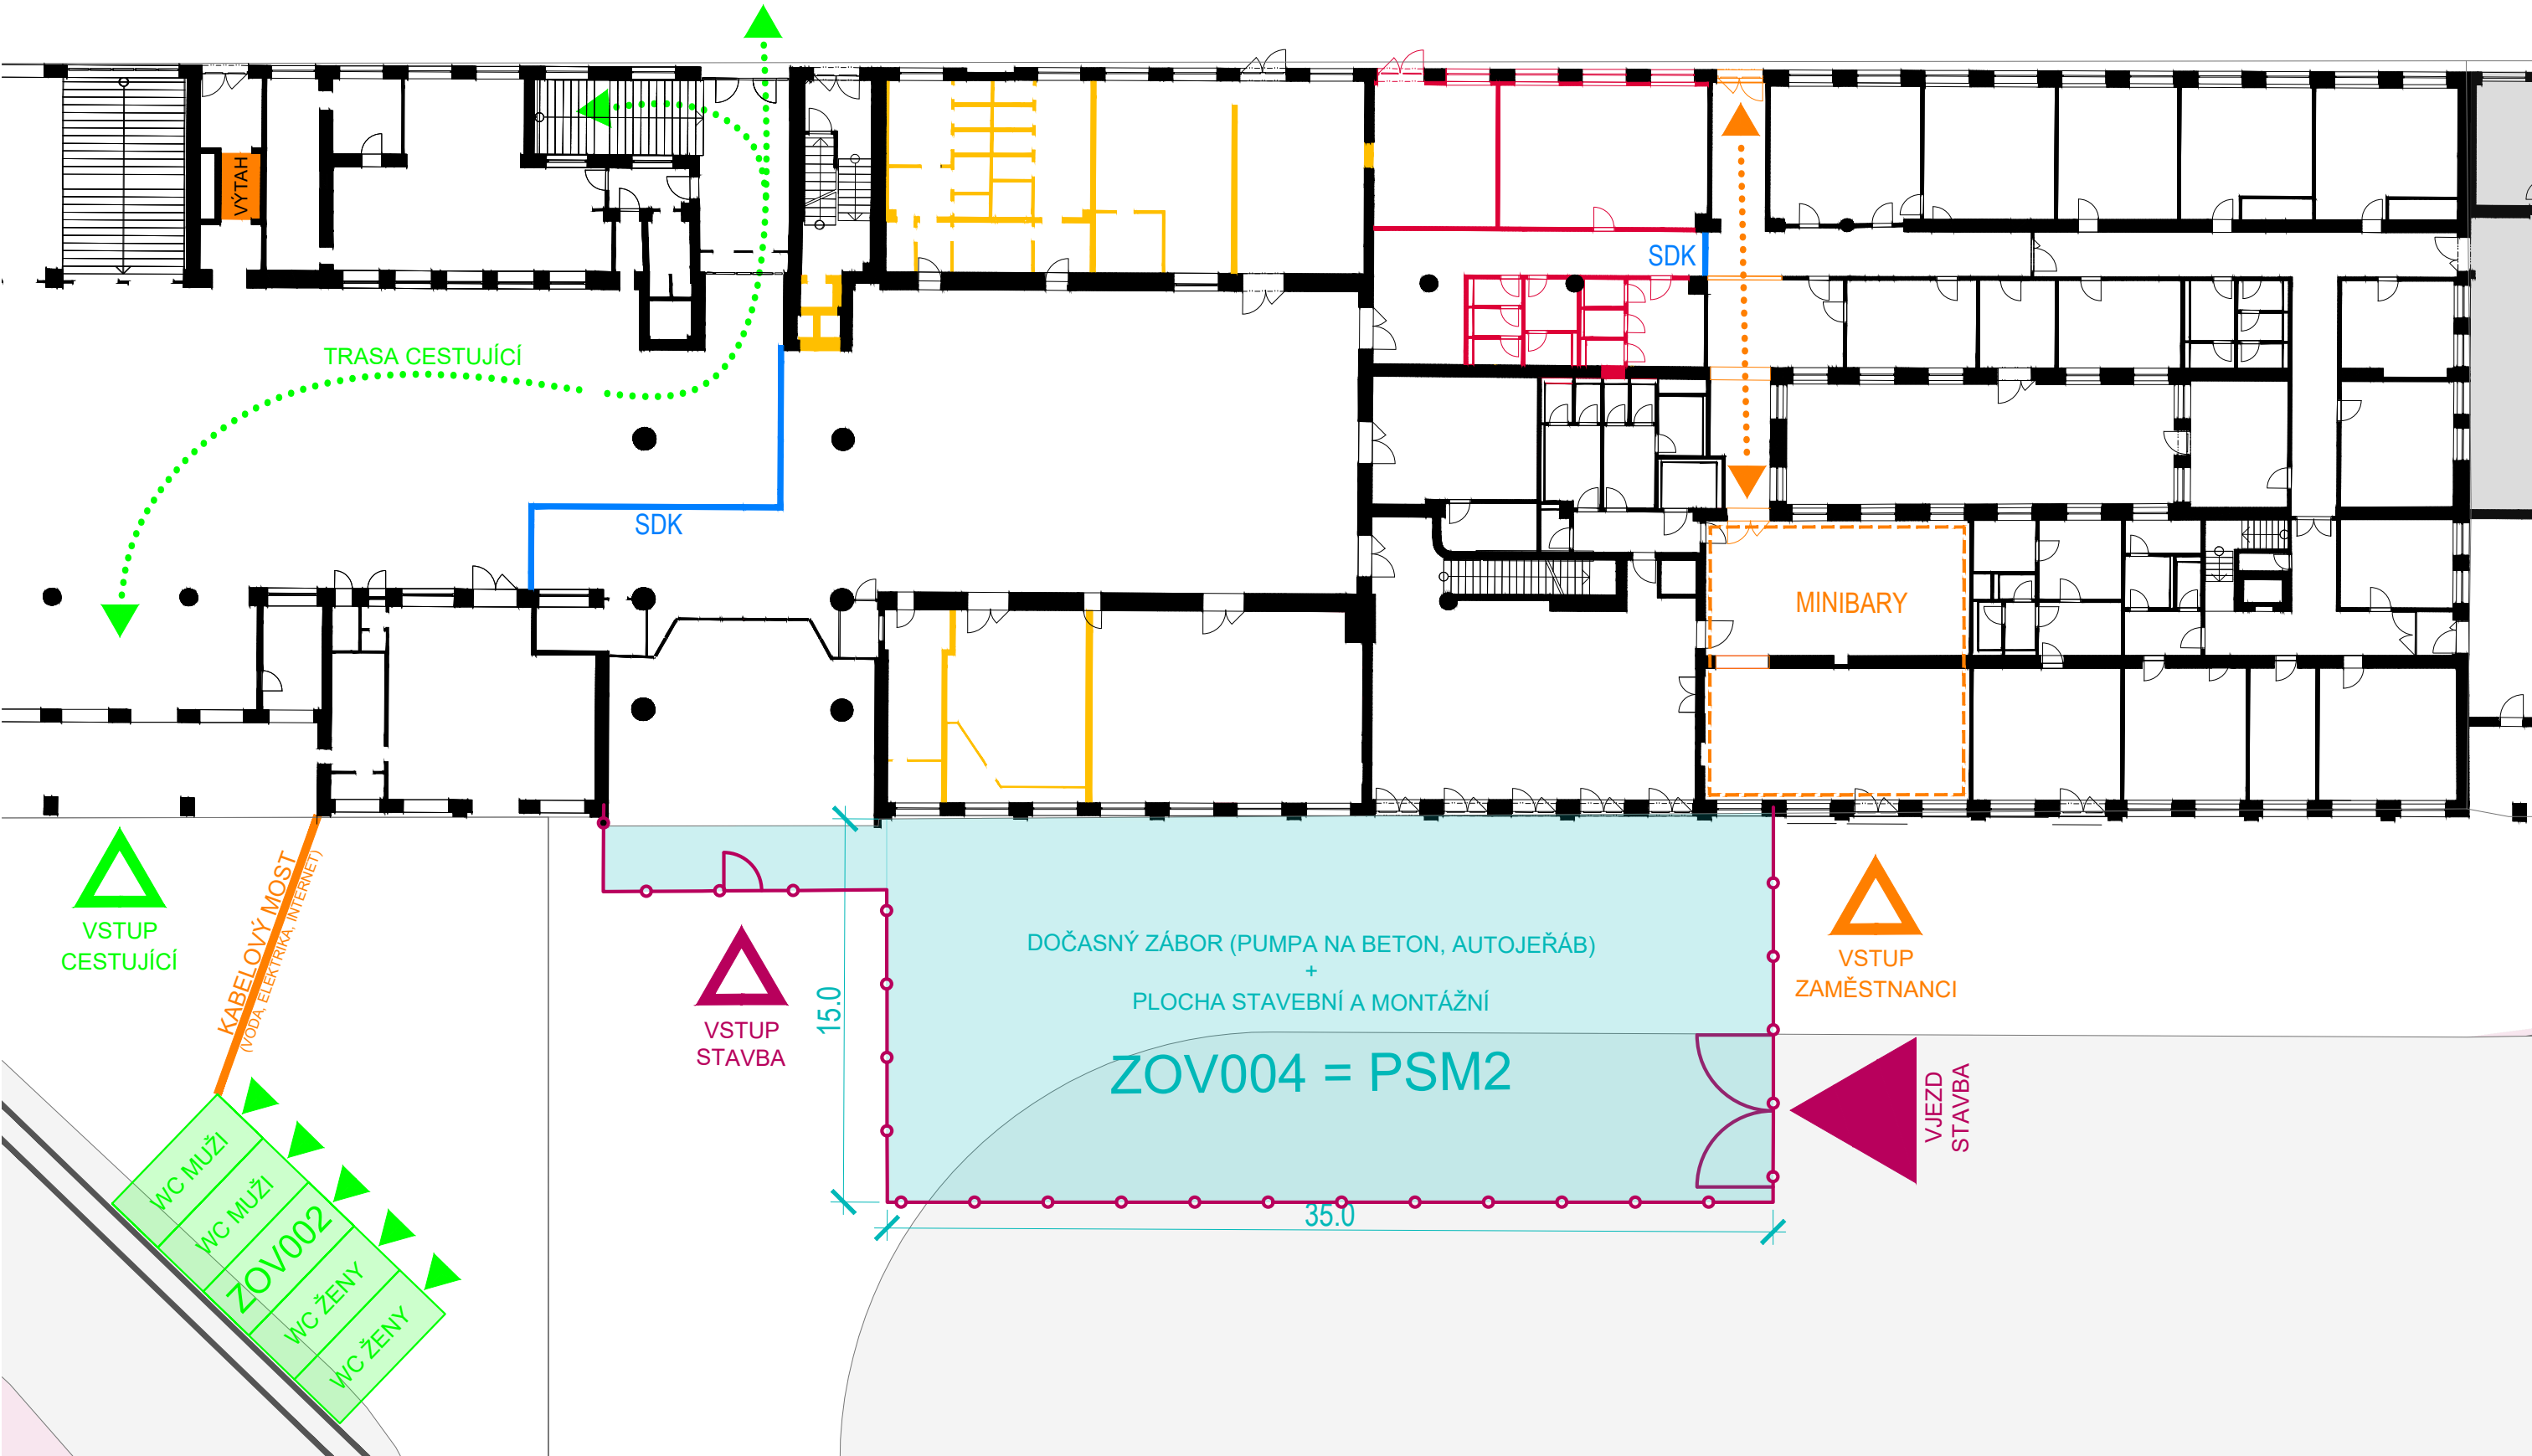 VÝTAH
TRASA CESTUJÍCÍ
SDK
SDK
MINIBARY
VSTUP
CESTUJÍCÍ
KABELOVÝ MOST
(VODA, ELEKTRIKA, INTERNET)
VSTUP
STAVBA
15.0
DOČASNÝ ZÁBOR (PUMPA NA BETON, AUTOJEŘÁB)
+
PLOCHA STAVEBNÍ A MONTÁŽNÍ
ZOV004 = PSM2
35.0
VSTUP
ZAMĚSTNANCI
VJEZD
STAVBA
WC MUŽI
WC MUŽI
ZOV002
WC ŽENY
WC ŽENY